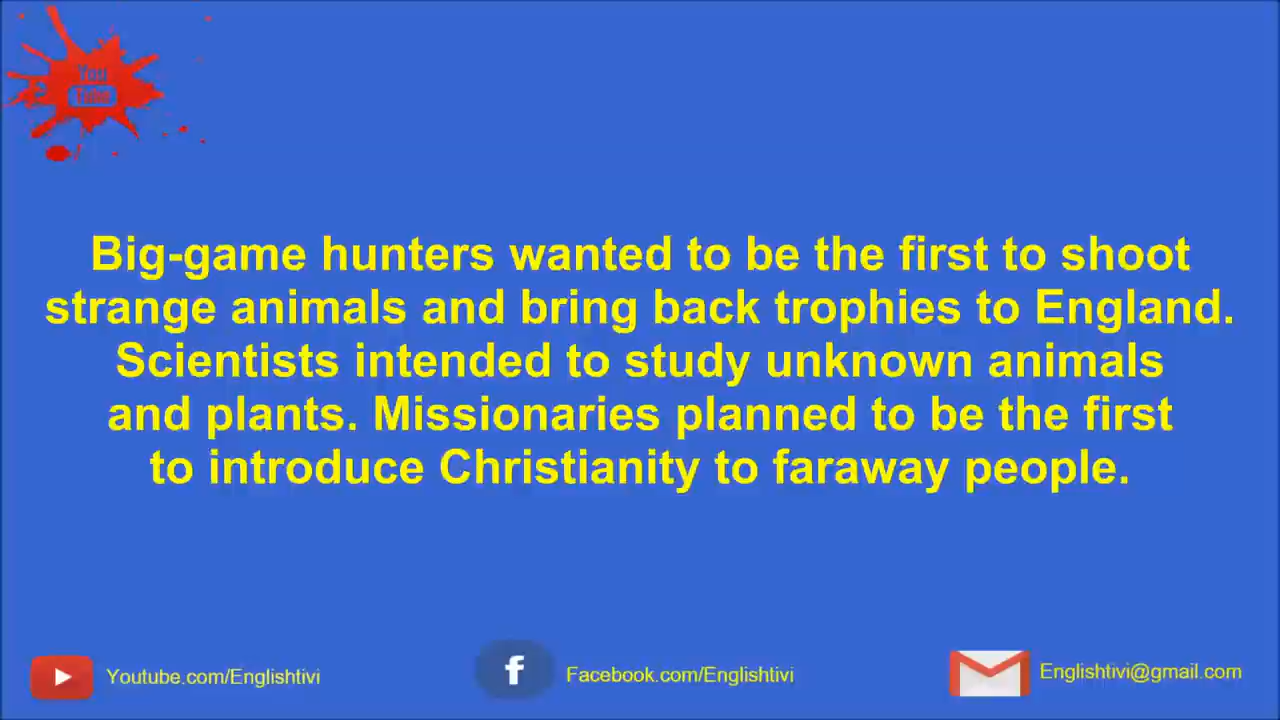 You
Tube
Big-game hunters wanted to be the first to shoot
strange animals and bring back trophies to England.
Scientists intended to study unknown animals
and plants. Missionaries planned to be the first
to introduce Christianity to faraway people.
Youtube.com/Englishtivi
f
Facebook.com/Englishtivi
Englishtivi@gmail.com